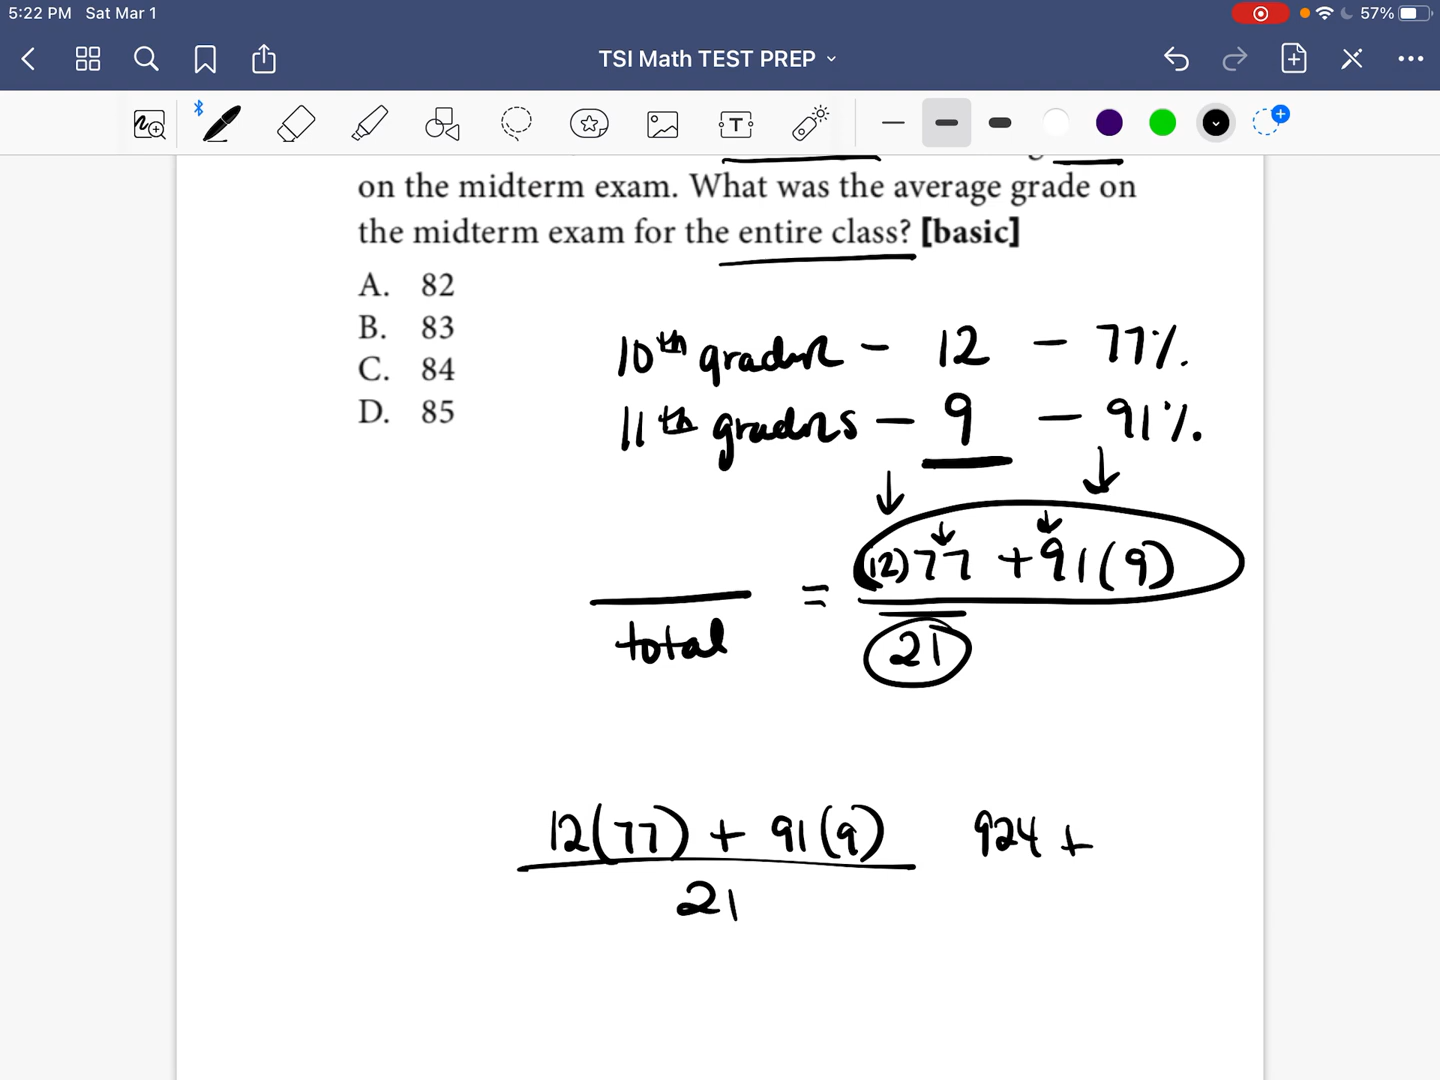 5:22 PM Sat Mar 1
57%
TSI Math TEST PREP
T
on the midterm exam. What was the average grade on
the midterm exam for the entire class? [basic]
A. 82
B. 83
C. 84
D. 85
10th graders - 12 - 77%.
11th graders - 9 - 91%.
(12)77 + 91(9)
=
total
21
12(77) + 91(9) 924 +
21